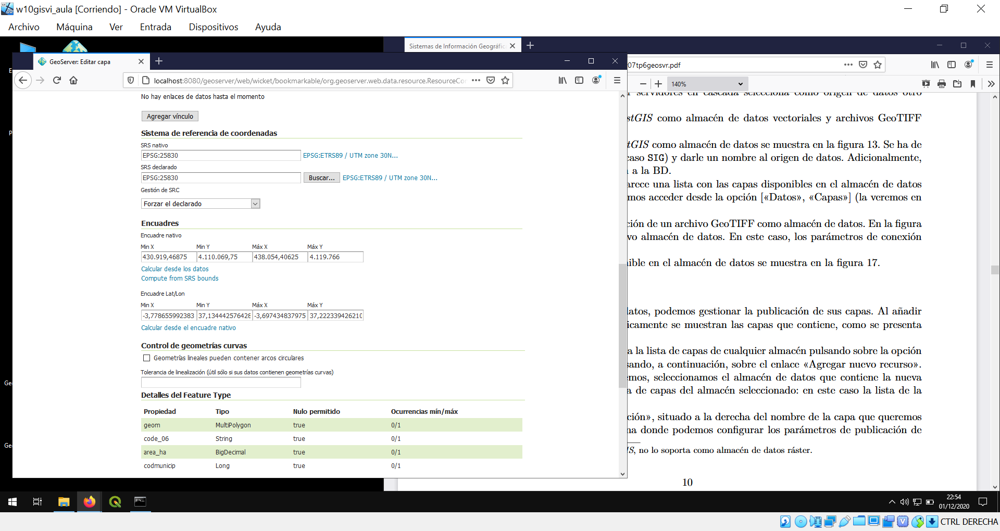 w10gisvi_aula [Corriendo] - Oracle VM VirtualBox
Archivo Máquina Ver Entrada Dispositivos Ayuda
Sistemas de Información Geográfic
GeoServer: Editar capa
07tp6geosvr.pdf
localhost:8080/geoserver/web/wicket/bookmarkable/org.geoserver.web.data.resource.ResourceCo
140%
No hay enlaces de datos hasta el momento
Agregar vínculo
Sistema de referencia de coordenadas
SRS nativo
EPSG:25830 EPSG:ETRS89 / UTM zone 30N...
SRS declarado
EPSG:25830 Buscar... EPSG:ETRS89 / UTM zone 30N...
Gestión de SRC
Forzar el declarado
Encuadres
Encuadre nativo
Min X Min Y Máx X Máx Y
430.919,46875 4.110.069,75 438.054,40625 4.119.766
Calcular desde los datos
Compute from SRS bounds
Encuadre Lat/Lon
Min X Min Y Máx X Máx Y
-3,778655992383 37,134442576428 -3,697434837975 37,222339426210
Calcular desde el encuadre nativo
Control de geometrías curvas
Geometrías lineales pueden contener arcos circulares
Tolerancia de linealización (útil sólo si sus datos contienen geometrías curvas)
Detalles del Feature Type
Propiedad Tipo Nulo permitido Ocurrencias mín/máx
geom MultiPolygon true 0/1
code_06 String true 0/1
area_ha BigDecimal true 0/1
codmunicip Long true 0/1
r servidores en cascada selecciona como origen de datos otro
stGIS como almacén de datos vectoriales y archivos GeoTIFF
tGIS como almacén de datos se muestra en la figura 13. Se ha de
caso SIG) y darle un nombre al origen de datos. Adicionalmente,
a la BD.
arece una lista con las capas disponibles en el almacén de datos
mos acceder desde la opción [«Datos», «Capas»] (la veremos en
ción de un archivo GeoTIFF como almacén de datos. En la figura
vo almacén de datos. En este caso, los parámetros de conexión
nible en el almacén de datos se muestra en la figura 17.
datos, podemos gestionar la publicación de sus capas. Al añadir
icamente se muestran las capas que contiene, como se presenta
a la lista de capas de cualquier almacén pulsando sobre la opción
sando, a continuación, sobre el enlace «Agregar nuevo recurso».
emos, seleccionamos el almacén de datos que contiene la nueva
a de capas del almacén seleccionado: en este caso la lista de la
ción», situado a la derecha del nombre de la capa que queremos
na donde podemos configurar los parámetros de publicación de
IS, no lo soporta como almacén de datos ráster.
10
E
P
Geo
Geo
22:54
01/12/2020
CTRL DERECHA